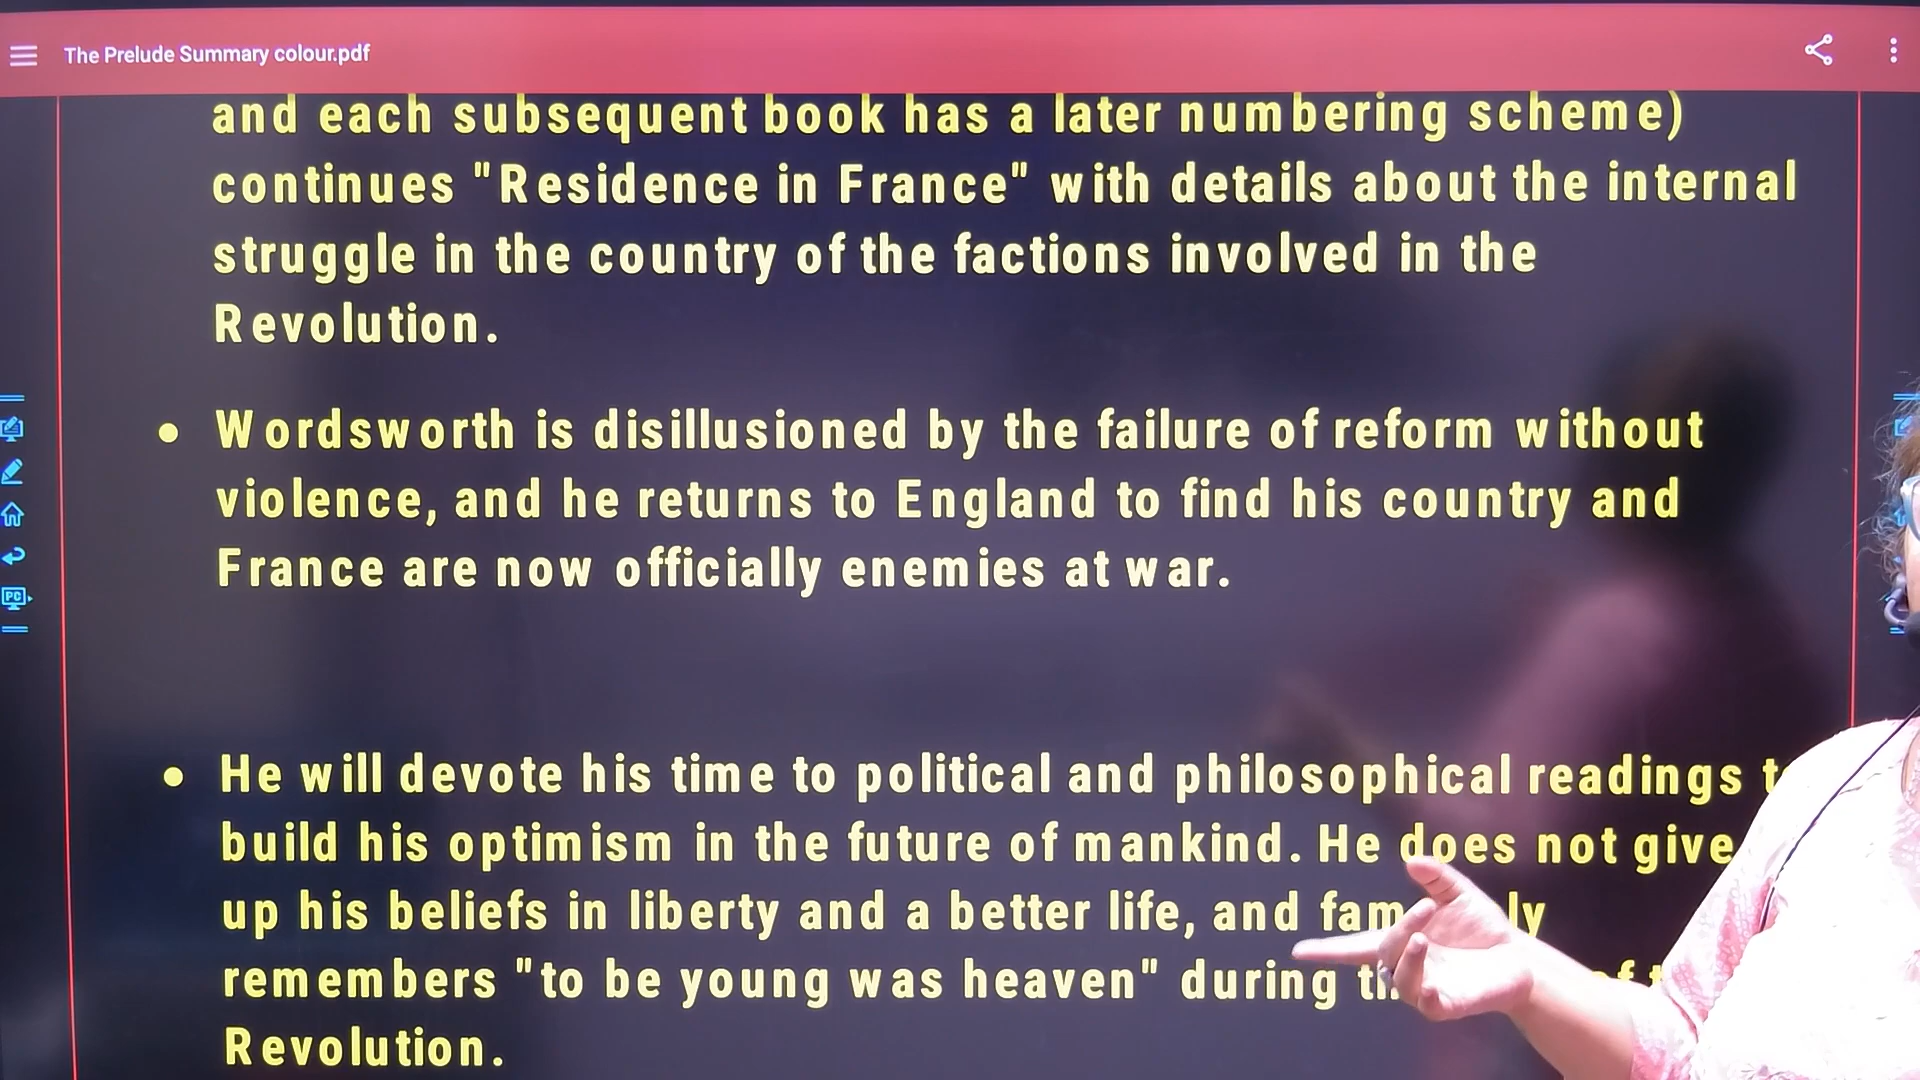 The Prelude Summary colour.pdf
and each subsequent book has a later numbering scheme)
continues "Residence in France" with details about the internal
struggle in the country of the factions involved in the
Revolution.
• Wordsworth is disillusioned by the failure of reform without
violence, and he returns to England to find his country and
France are now officially enemies at war.
• He will devote his time to political and philosophical readings
build his optimism in the future of mankind. He does not give
up his beliefs in liberty and a better life, and
remembers "to be young was heaven" during
Revolution.
PC